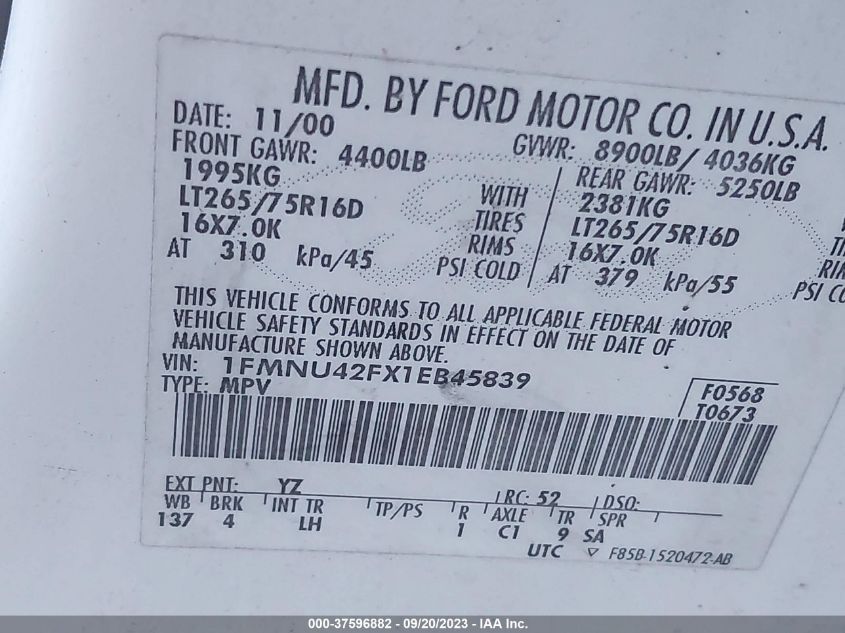 MFD. BY FORD MOTOR CO. IN U.S.A.
DATE: 11/00 GVWR: 8900LB/ 4036KG
FRONT GAWR: 4400LB REAR GAWR: 5250LB
1995KG WITH 2381KG
LT265/75R16D TIRES LT265/75R16D
16X7.0K RIMS 16X7.0K
AT 310 kPa/45 PSI COLD AT 379 kPa/55 PSI CO
THIS VEHICLE CONFORMS TO ALL APPLICABLE FEDERAL MOTOR
VEHICLE SAFETY STANDARDS IN EFFECT ON THE DATE OF
MANUFACTURE SHOWN ABOVE.
VIN: 1FMNU42FX1EB45839
TYPE: MPV
F0568
T0673
EXT PNT: YZ RC: 52 DSO:
WB BRK INT TR TP/PS R AXLE TR SPR
137 4 LH 1 C1 9 SA
UTC ▽ F85B-1520472-AB
000-37596882 - 09/20/2023 - IAA Inc.